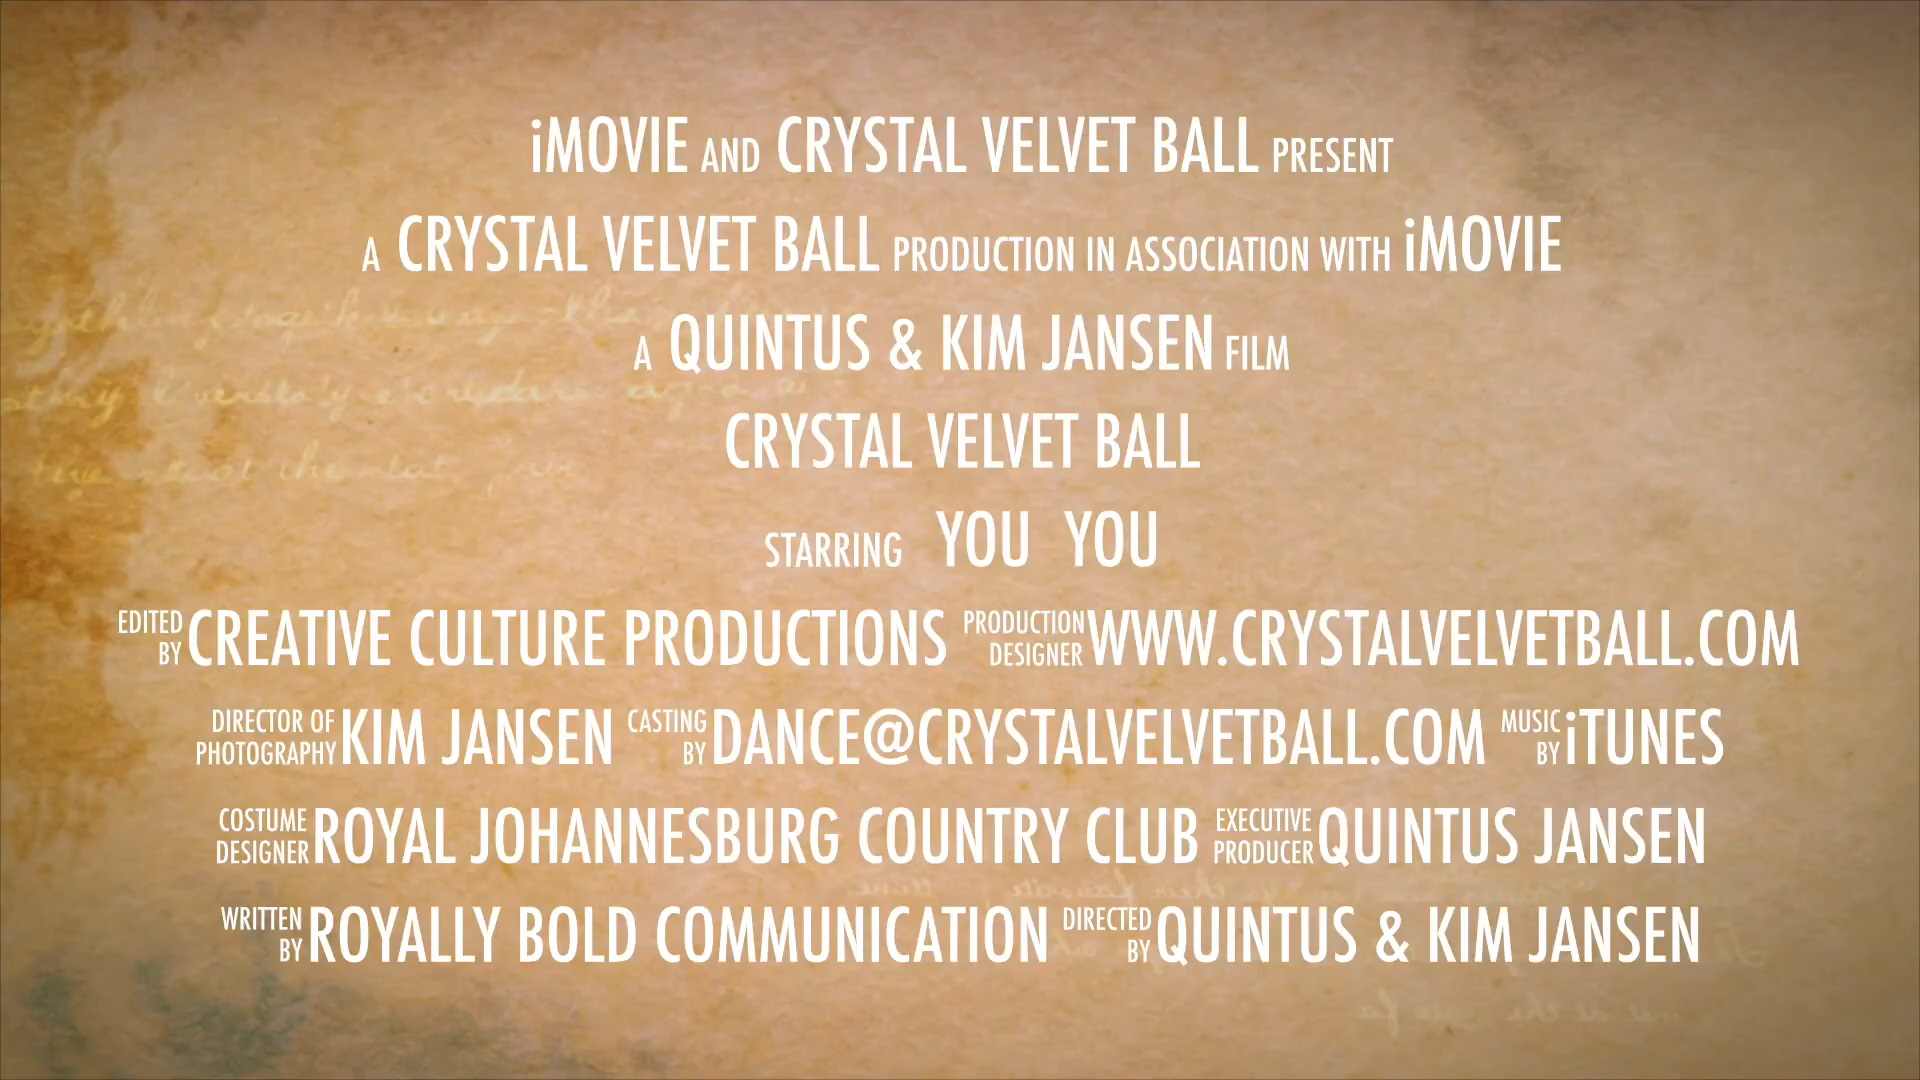 iMOVIE AND CRYSTAL VELVET BALL PRESENT
A CRYSTAL VELVET BALL PRODUCTION IN ASSOCIATION WITH iMOVIE
A QUINTUS & KIM JANSEN FILM
CRYSTAL VELVET BALL
STARRING YOU YOU
EDITED BY CREATIVE CULTURE PRODUCTIONS PRODUCTION DESIGNER WWW.CRYSTALVELVETBALL.COM
DIRECTOR OF PHOTOGRAPHY KIM JANSEN CASTING BY DANCE@CRYSTALVELVETBALL.COM MUSIC BY iTUNES
COSTUME DESIGNER ROYAL JOHANNESBURG COUNTRY CLUB EXECUTIVE PRODUCER QUINTUS JANSEN
WRITTEN BY ROYALLY BOLD COMMUNICATION DIRECTED BY QUINTUS & KIM JANSEN